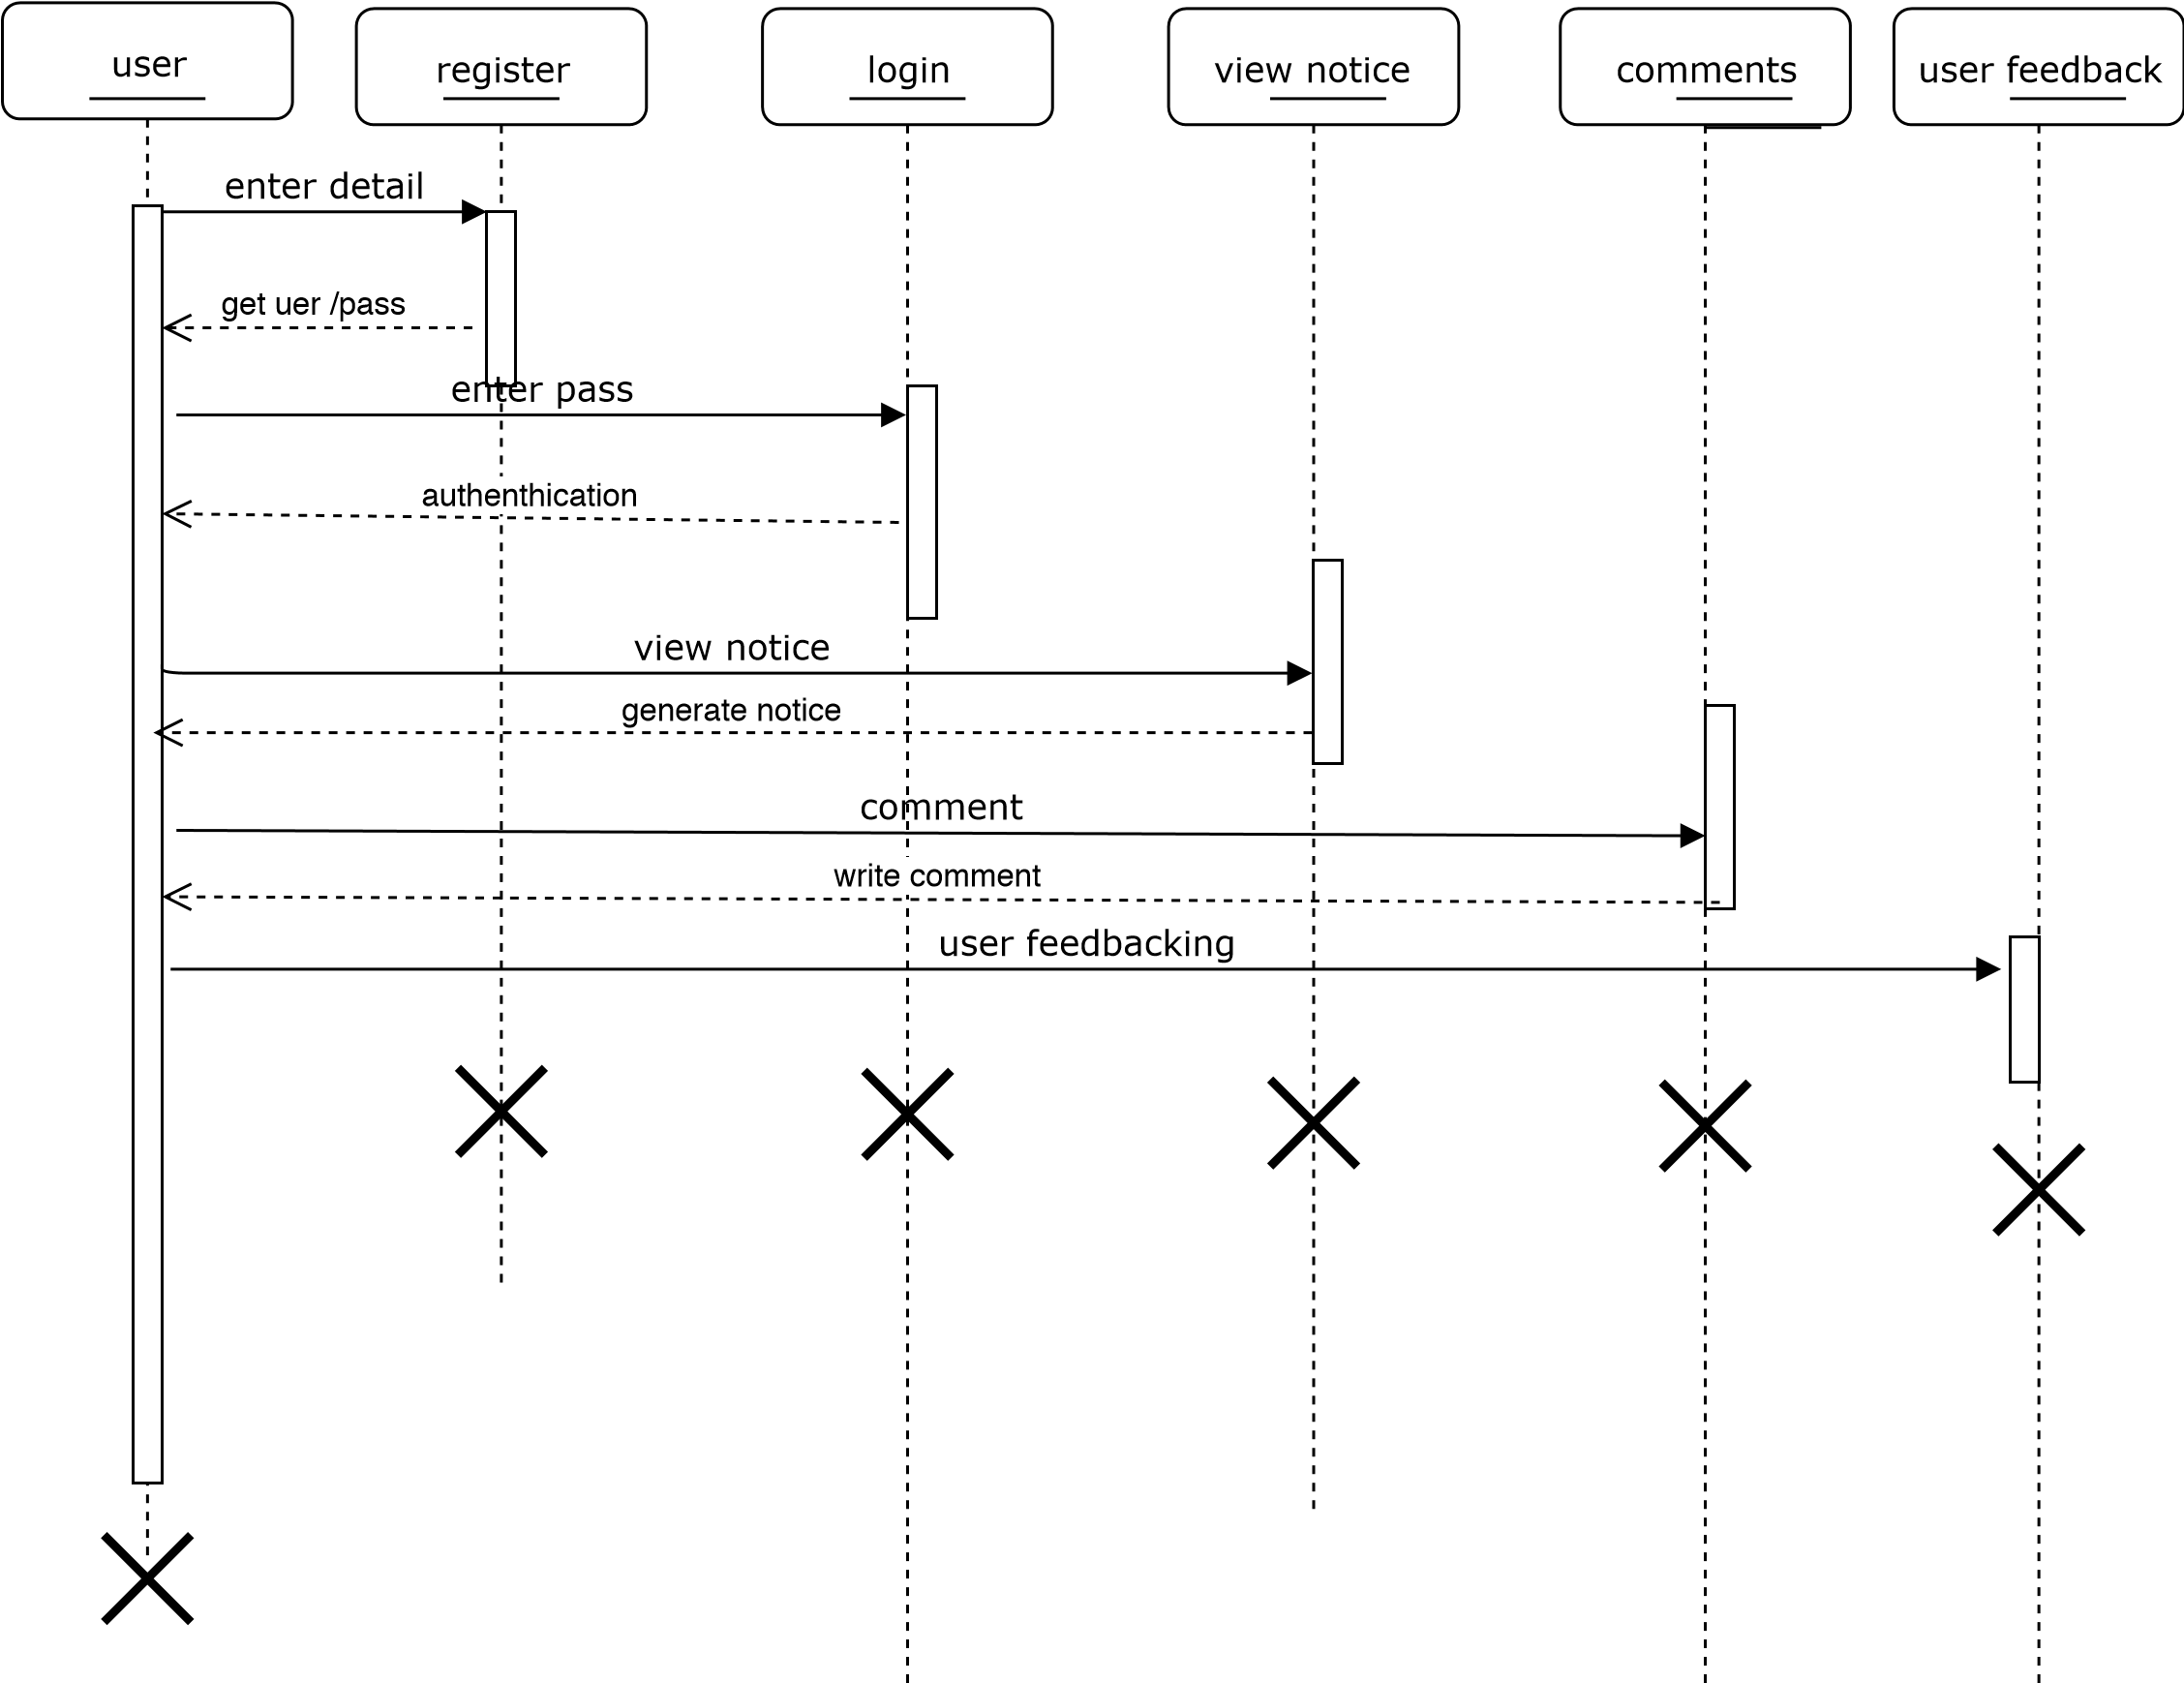 user
register
login
view notice
comments
user feedback
enter detail
get uer /pass
enter pass
authenthication
view notice
generate notice
comment
write comment
user feedbacking